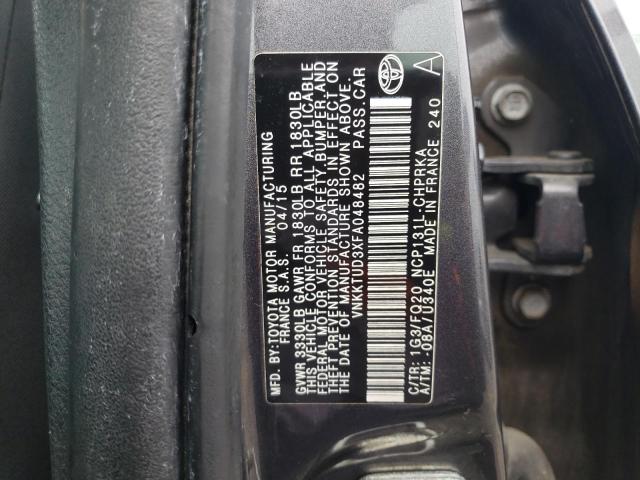 MFD. BY: TOYOTA MOTOR MANUFACTURING
FRANCE S.A.S. 04/15
GVWR 3330LB GAWR FR 1830LB RR 1830LB
THIS VEHICLE CONFORMS TO ALL APPLICABLE
FEDERAL MOTOR VEHICLE SAFETY, BUMPER, AND
THEFT PREVENTION STANDARDS IN EFFECT ON
THE DATE OF MANUFACTURE SHOWN ABOVE.
VNKKTUD3XFA048482 PASS.CAR
C/TR: 1G3/FQ20 NCP131L-CHPRKA
A/TM: -08A/U340E MADE IN FRANCE 240
A